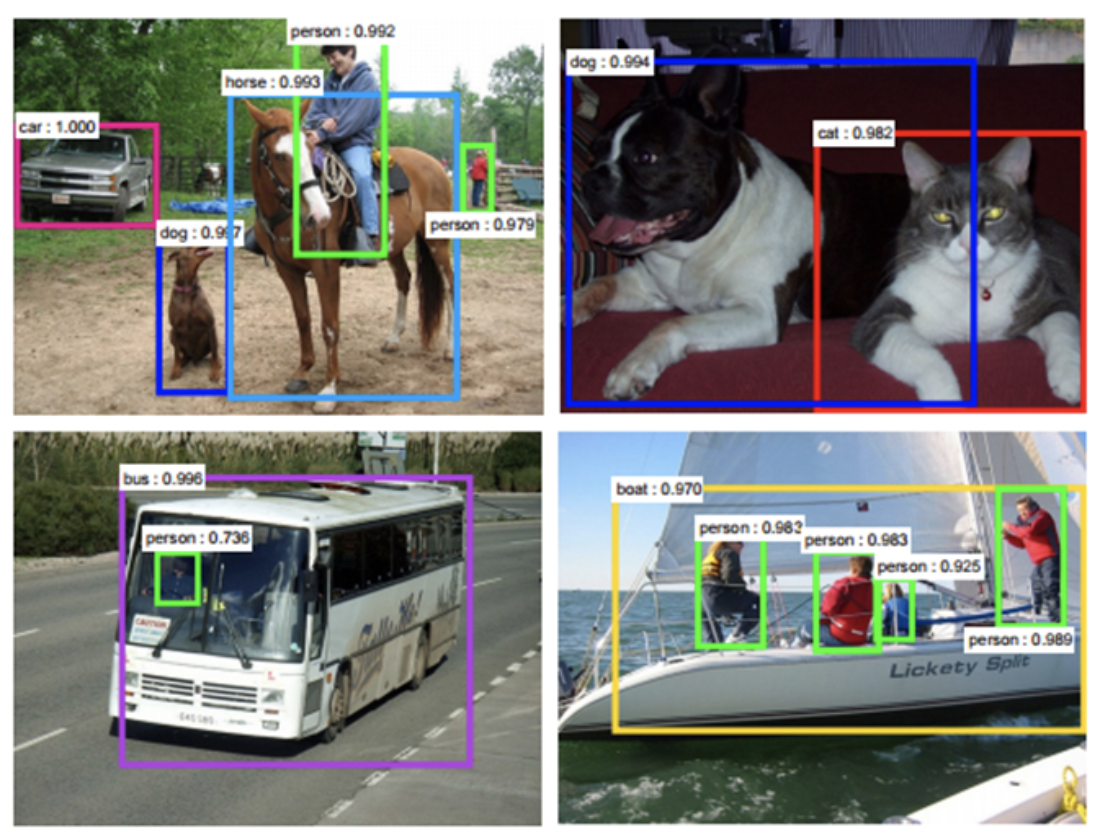 person : 0.992
horse : 0.993
car : 1.000
person : 0.979
dog : 0.997
dog : 0.994
cat : 0.982
bus : 0.996
person : 0.736
CAUTION
boat : 0.970
person : 0.983
person : 0.983
person : 0.925
person : 0.989
Lickety Split